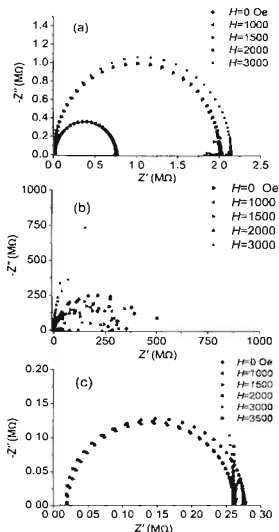 (a)
H=0 Oe
H=1000
H=1500
H=2000
H=3000
-Z″ (MΩ)
1.4
1.2
1.0
0.8
0.6
0.4
0.2
0.0
0.0 0.5 1.0 1.5 2.0 2.5
Z′ (MΩ)
(b)
H=0 Oe
H=1000
H=1500
H=2000
H=3000
-Z″ (MΩ)
1000
750
500
250
0
0 250 500 750 1000
Z′ (MΩ)
(c)
H=0 Oe
H=1000
H=1500
H=2000
H=3000
H=3500
-Z″ (MΩ)
0.20
0.15
0.10
0.05
0.00
0 00 0 05 0 10 0 15 0 20 0 25 0 30
Z′ (MΩ)